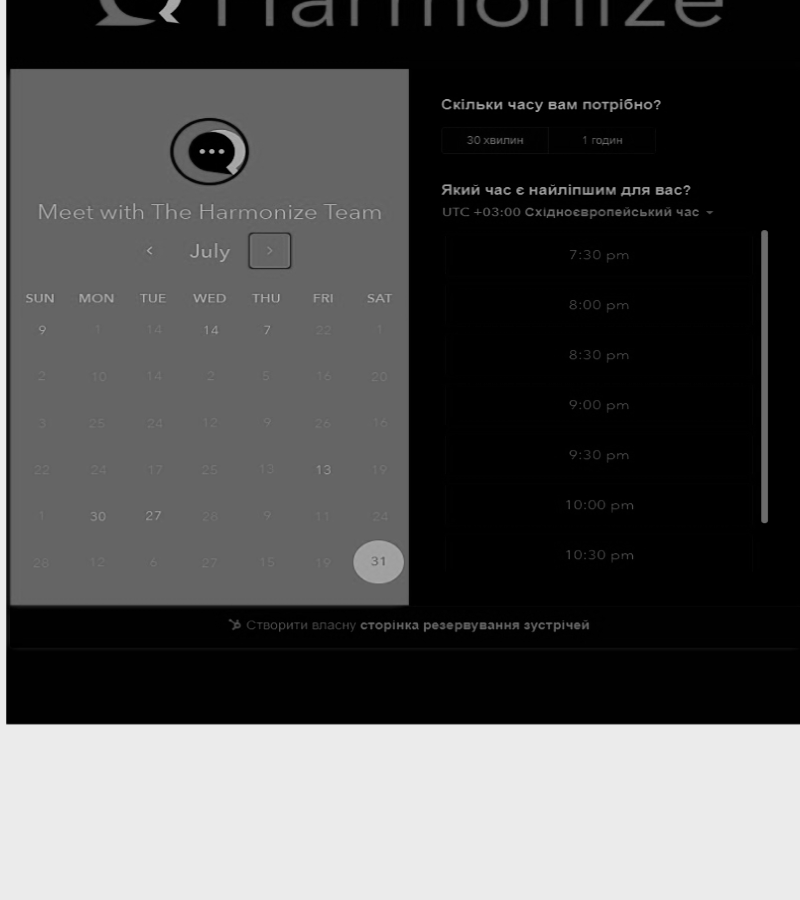 Harmonize
Meet with The Harmonize Team
July
SUN MON TUE WED THU FRI SAT
9 1 14 14 7 22 1
2 10 14 2 5 16 20
3 25 24 12 9 26 16
22 24 17 25 13 13 19
1 30 27 28 9 11 24
28 12 6 27 15 19 31
Скільки часу вам потрібно?
30 хвилин 1 годин
Який час є найліпшим для вас?
UTC +03:00 Східноєвропейський час
7:30 pm
8:00 pm
8:30 pm
9:00 pm
9:30 pm
10:00 pm
10:30 pm
Створити власну сторінка резервування зустрічей